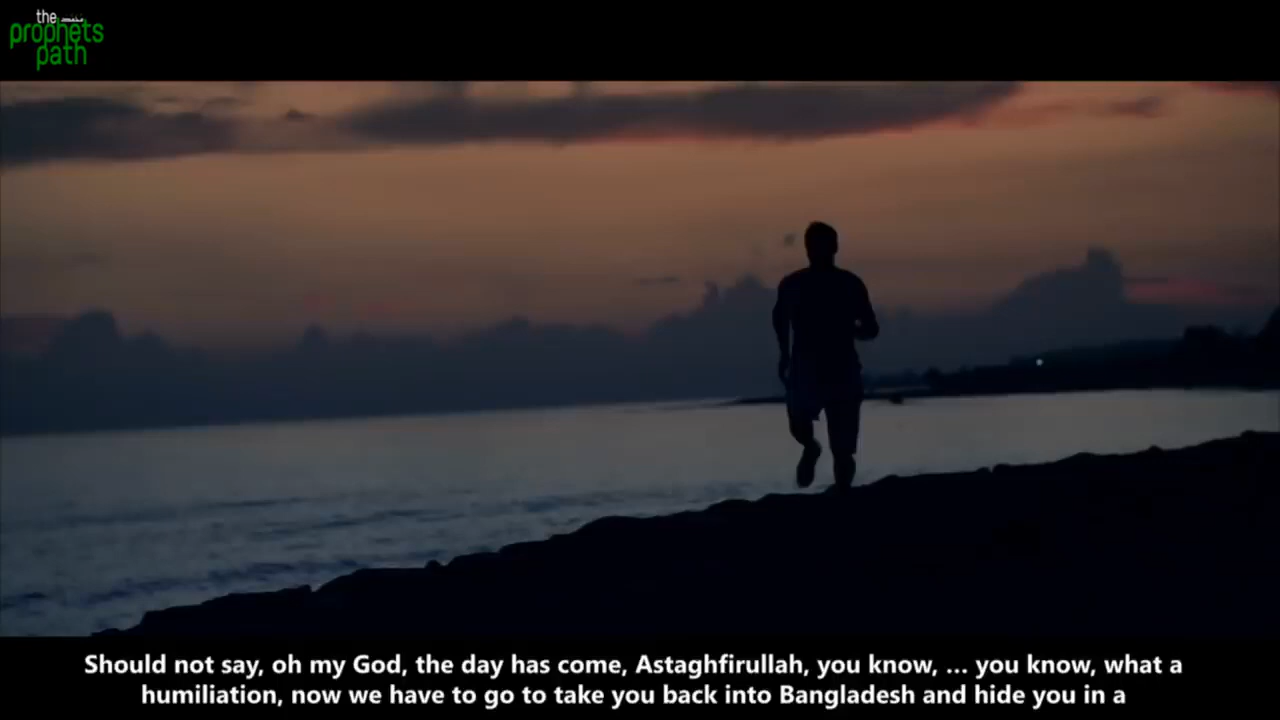 the
prophets
path
Should not say, oh my God, the day has come, Astaghfirullah, you know, ... you know, what a
humiliation, now we have to go to take you back into Bangladesh and hide you in a